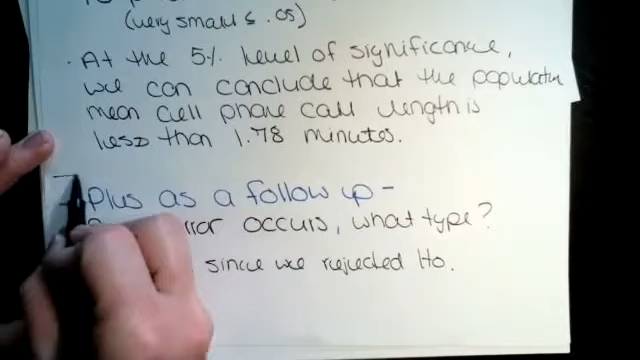 (very small ≤ .05)
· At the 5% level of significance,
we can conclude that the population
mean cell phone call length is
less than 1.78 minutes.
Plus as a follow up -
occurs, what type?
since we rejected Ho.